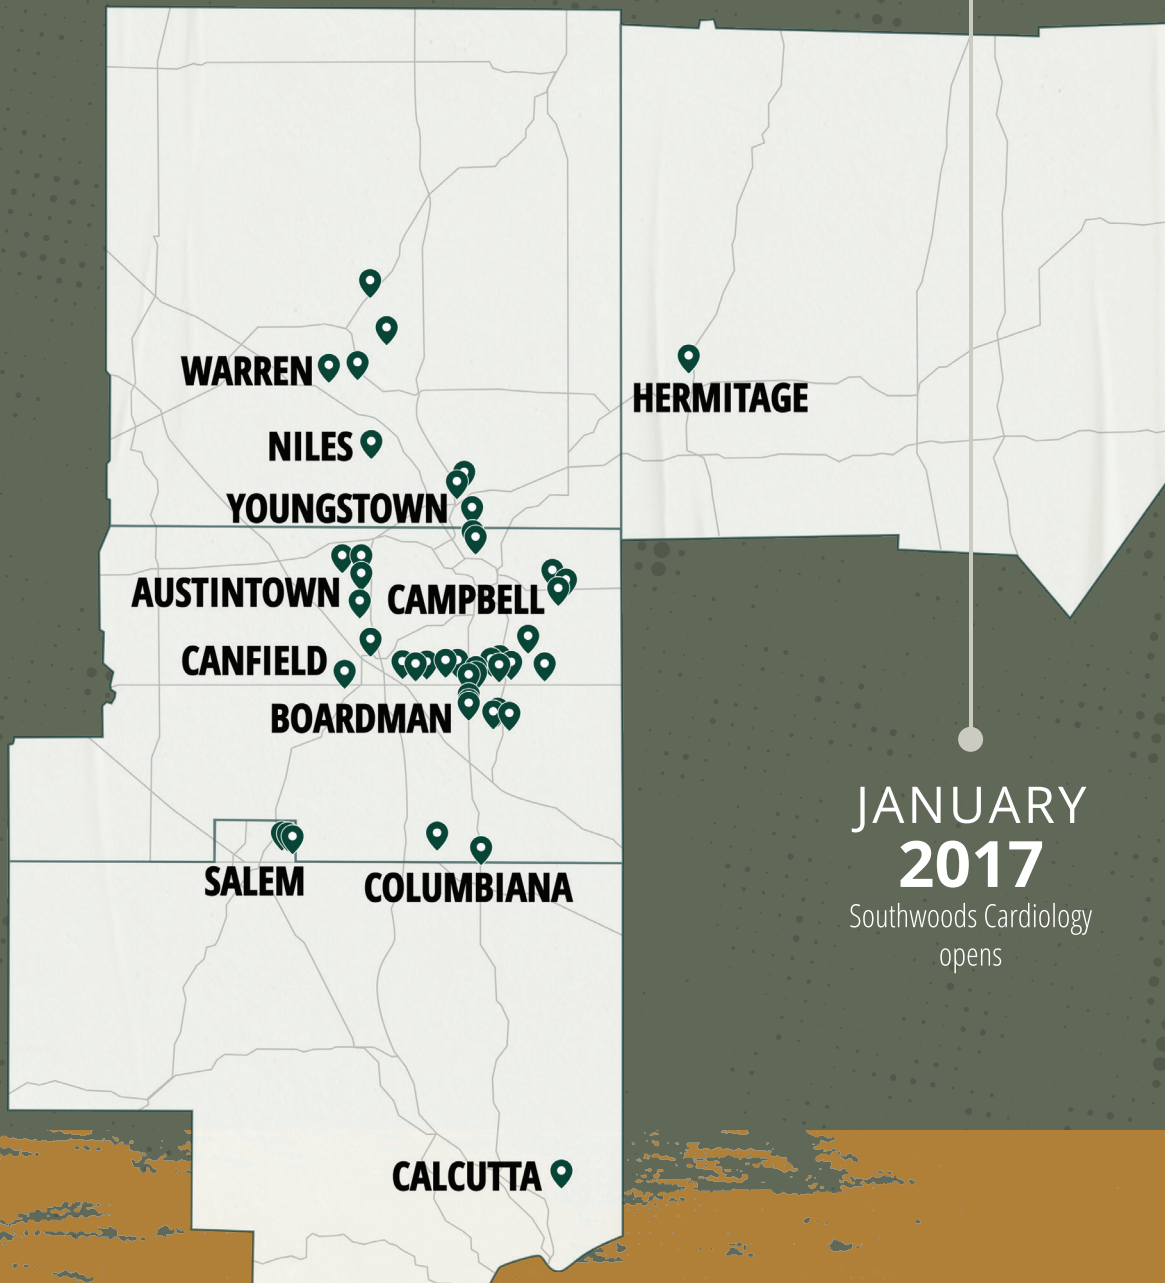 WARREN
HERMITAGE
NILES
YOUNGSTOWN
AUSTINTOWN
CAMPBELL
CANFIELD
BOARDMAN
SALEM
COLUMBIANA
CALCUTTA
JANUARY
2017
Southwoods Cardiology
opens